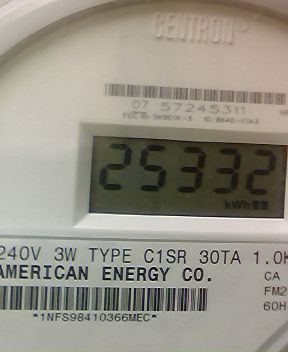 CENTRON®
07 57245311
25332
kWh
240V 3W TYPE C1SR 30TA 1.0K
AMERICAN ENERGY CO.
CA
FM2
60H
*1NFS98410366MEC*